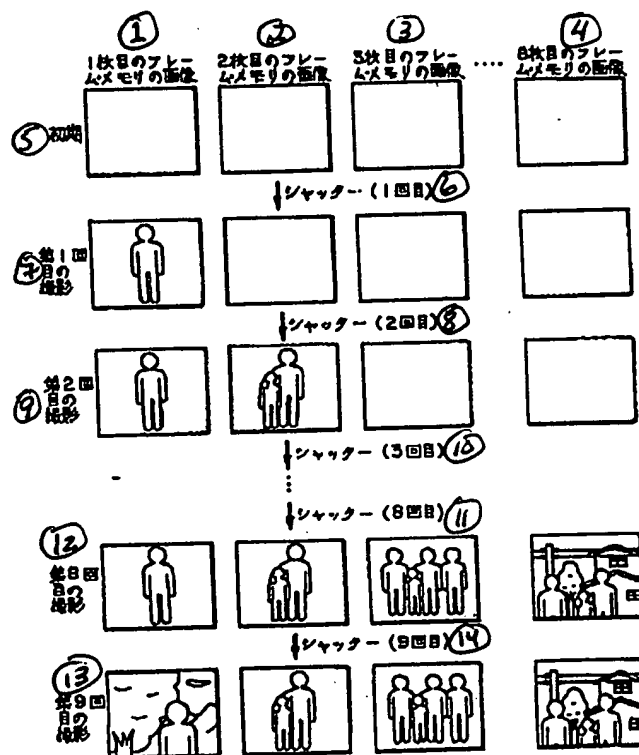 ① ② ③ ④
1枚目のフレー 2枚目のフレー 3枚目のフレー ‥‥ 8枚目のフレー
ムメモリの画像 ムメモリの画像 ムメモリの画像 ムメモリの画像
⑤ 初期
シャッター (1回目) ⑥
⑦ 第1回
目の
撮影
シャッター (2回目) ⑧
⑨ 第2回
目の
撮影
シャッター (3回目) ⑩
シャッター (8回目) ⑪
⑫
第8回
目の
撮影
シャッター (9回目) ⑭
⑬
第9回
目の
撮影